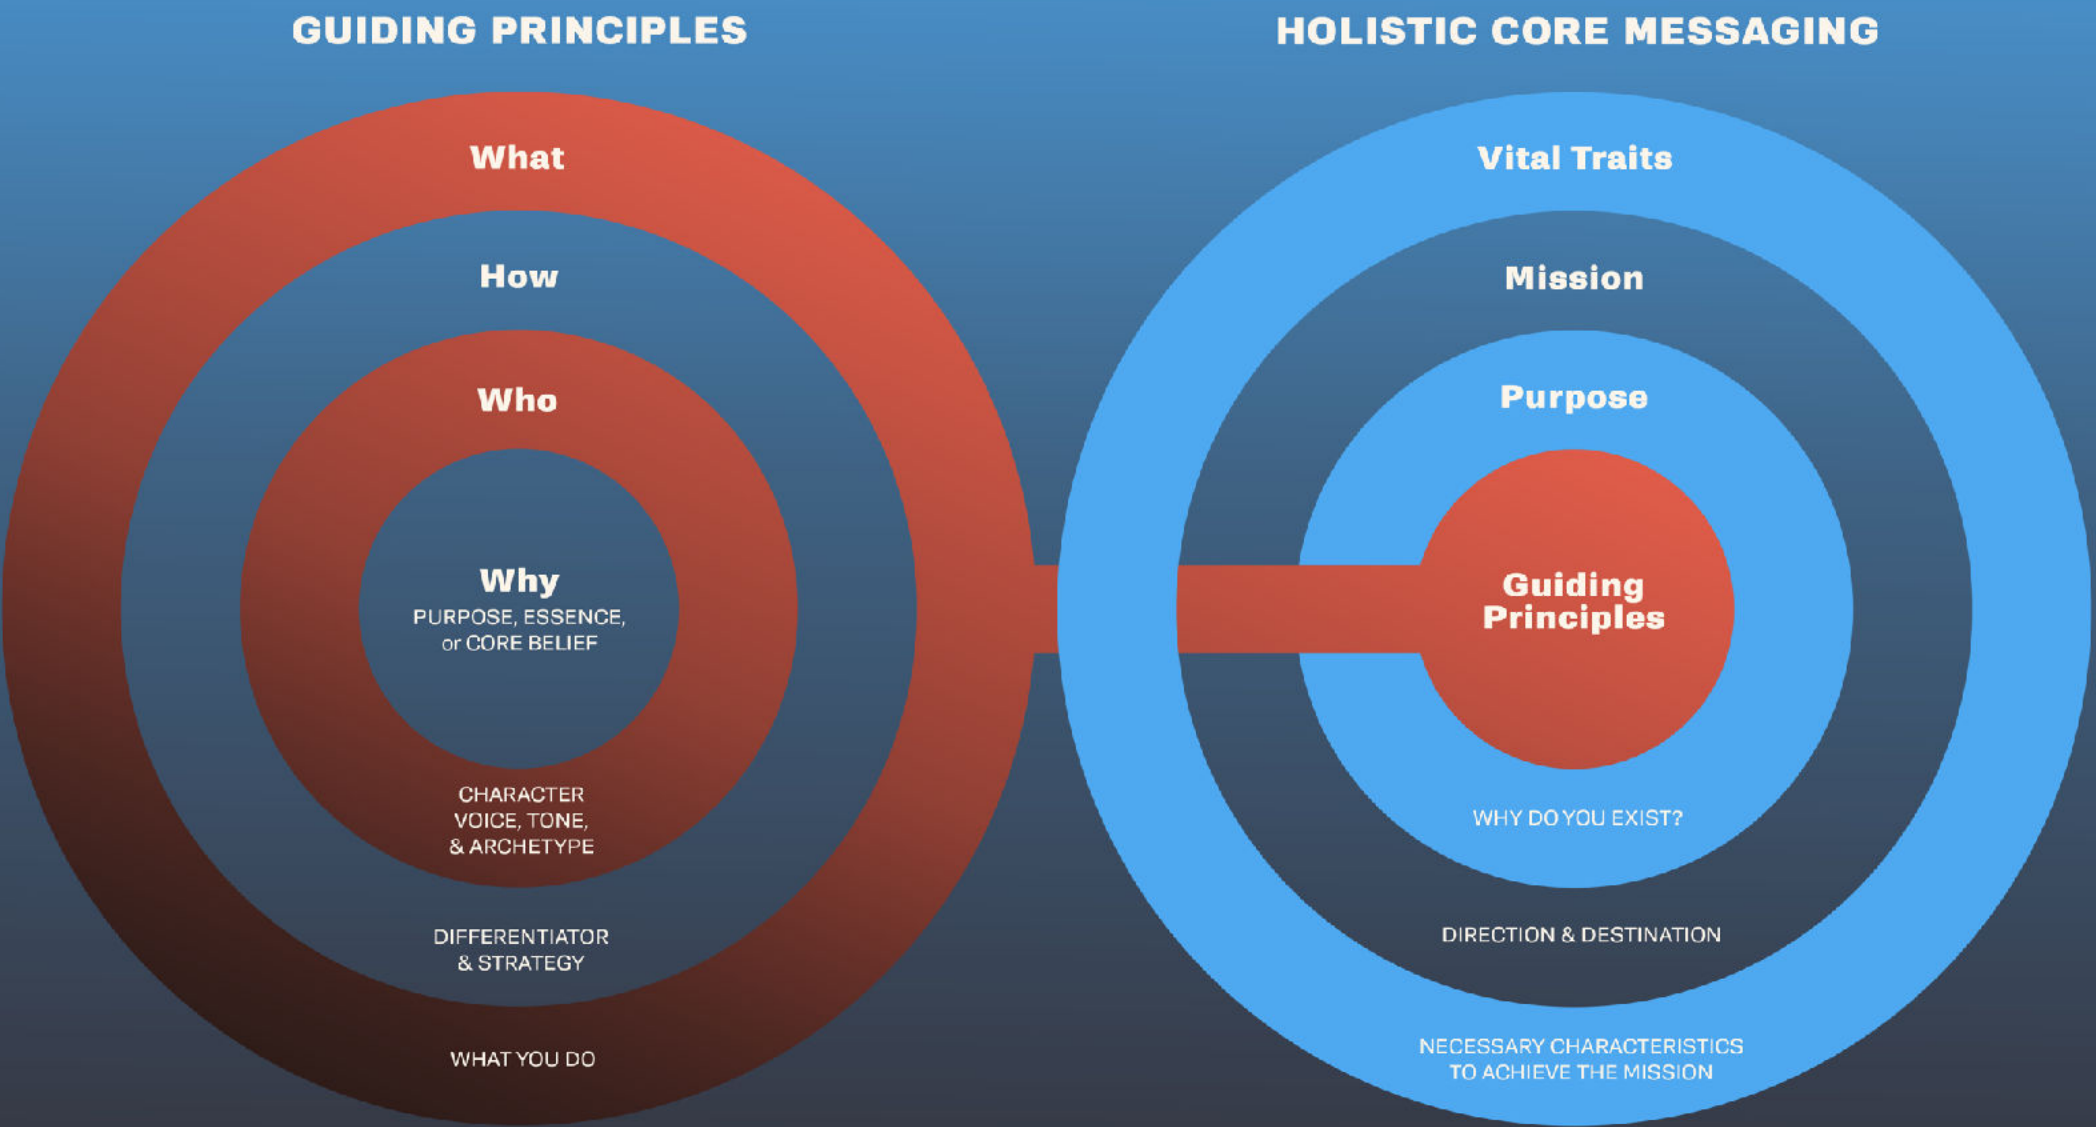 GUIDING PRINCIPLES
What
How
Who
Why
PURPOSE, ESSENCE,
or CORE BELIEF
CHARACTER
VOICE, TONE,
& ARCHETYPE
DIFFERENTIATOR
& STRATEGY
WHAT YOU DO
HOLISTIC CORE MESSAGING
Vital Traits
Mission
Purpose
Guiding
Principles
WHY DO YOU EXIST?
DIRECTION & DESTINATION
NECESSARY CHARACTERISTICS
TO ACHIEVE THE MISSION